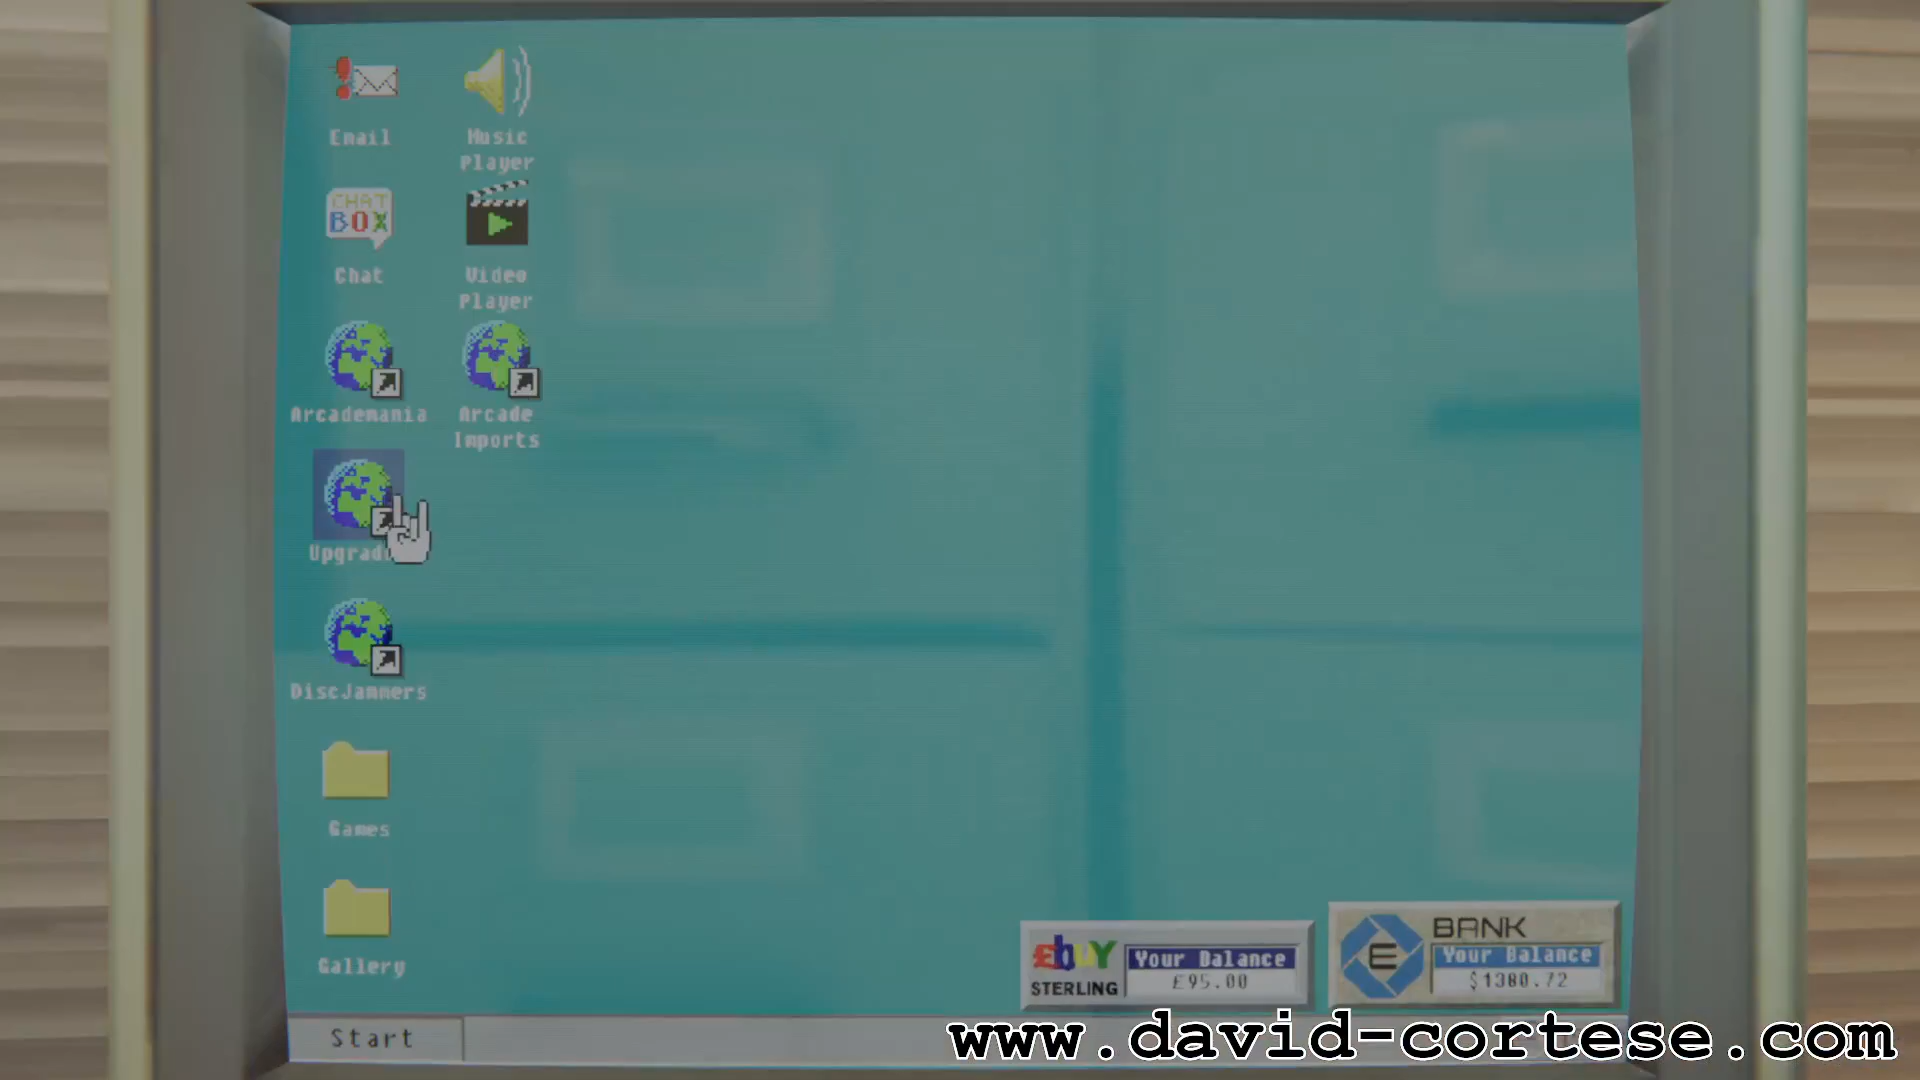 Email
Music
Player
CHAT
BOX
Chat
Video
Player
Arcademania
Arcade
Imports
DiscJammers
Games
Gallery
ebuy
STERLING
Your Balance
£95.00
E
BANK
Your Balance
$1380.72
Start
www.david-cortese.com